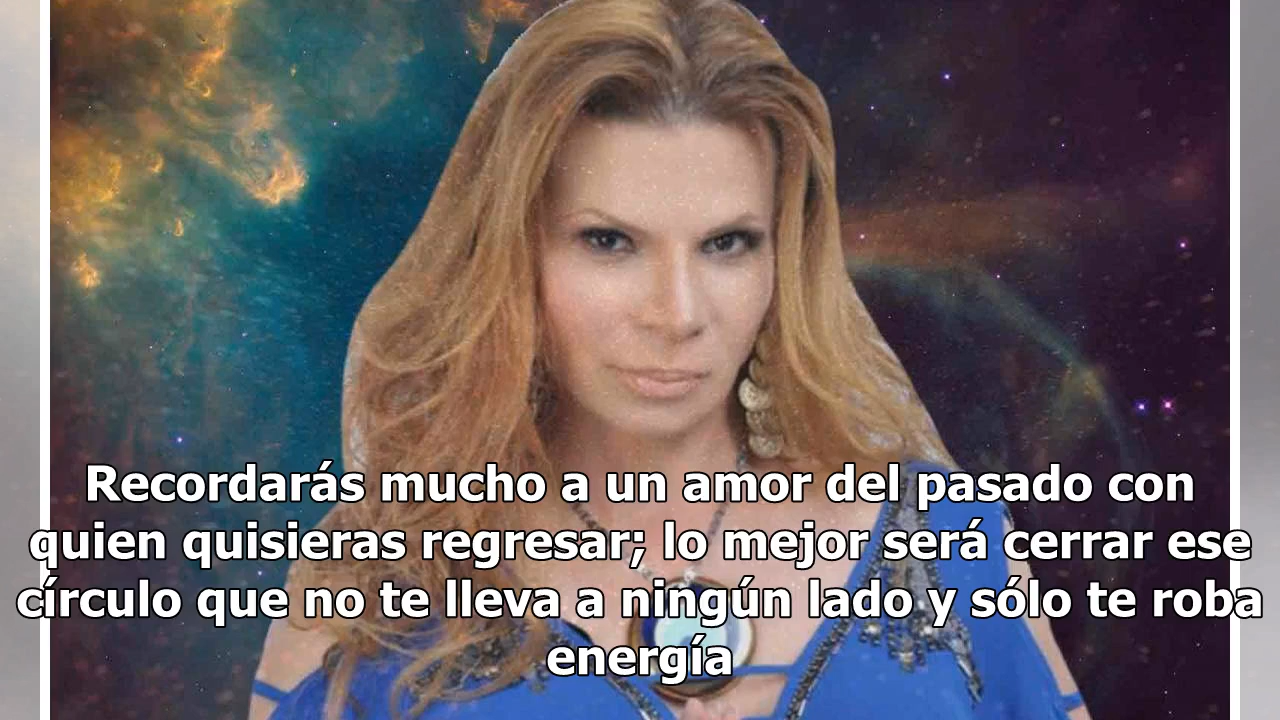 Recordarás mucho a un amor del pasado con
quien quisieras regresar; lo mejor será cerrar ese
círculo que no te lleva a ningún lado y sólo te roba
energía